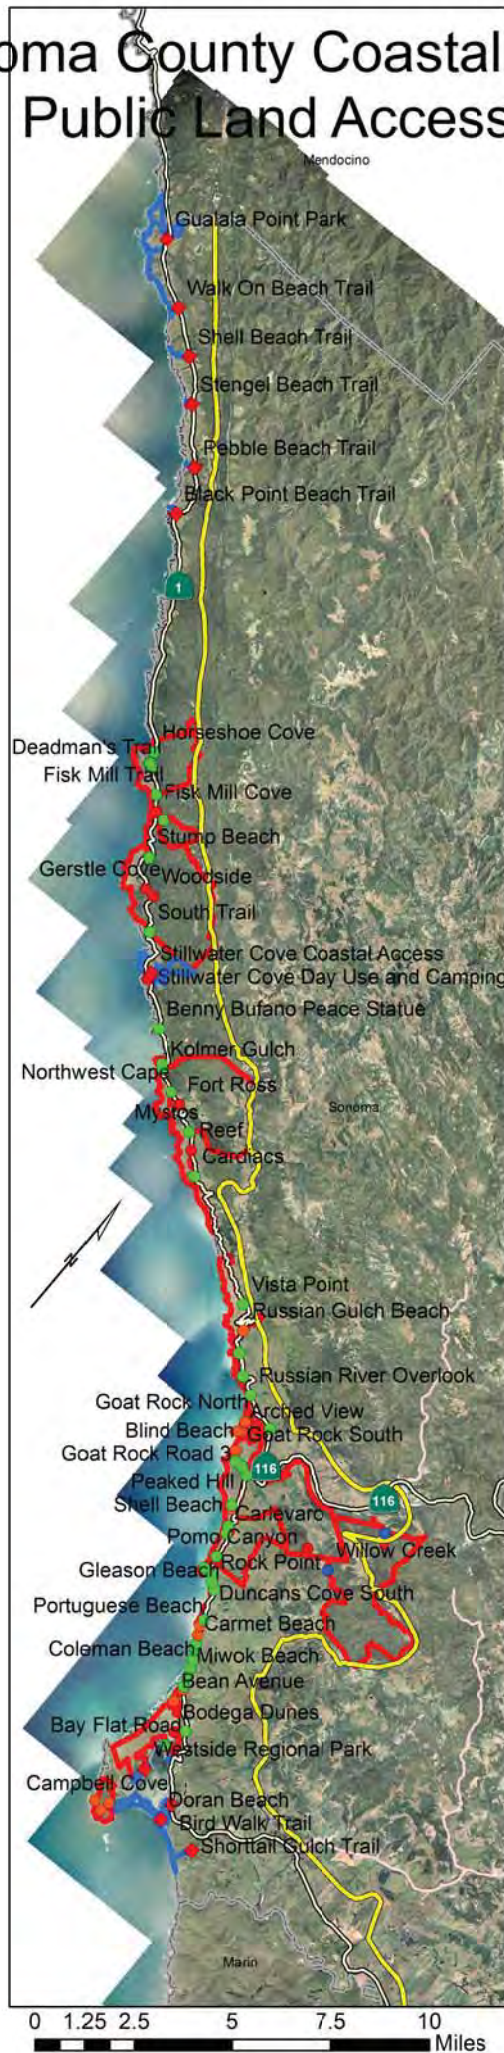 oma County Coastal
Public Land Access
Mendocino
Gualala Point Park
Walk On Beach Trail
Shell Beach Trail
Stengel Beach Trail
Pebble Beach Trail
Black Point Beach Trail
1
Horseshoe Cove
Deadman's Trail
Fisk Mill Trail
Fisk Mill Cove
Stump Beach
Gerstle Cove
Woodside
South Trail
Stillwater Cove Coastal Access
Stillwater Cove Day Use and Camping
Benny Bufano Peace Statue
Kolmer Gulch
Northwest Cape
Fort Ross
Sonoma
Mystos
Reef
Cardiacs
N
Vista Point
Russian Gulch Beach
Russian River Overlook
Goat Rock North
Arched View
Blind Beach
Goat Rock South
Goat Rock Road 3
116
Peaked Hill
116
Shell Beach
Carlevaro
Pomo Canyon
Willow Creek
Rock Point
Gleason Beach
Duncans Cove South
Portuguese Beach
Carmet Beach
Coleman Beach
Miwok Beach
Bean Avenue
Bodega Dunes
Bay Flat Road
Westside Regional Park
Campbell Cove
Doran Beach
Bird Walk Trail
Shorttail Gulch Trail
Marin
0 1.25 2.5 5 7.5 10
Miles